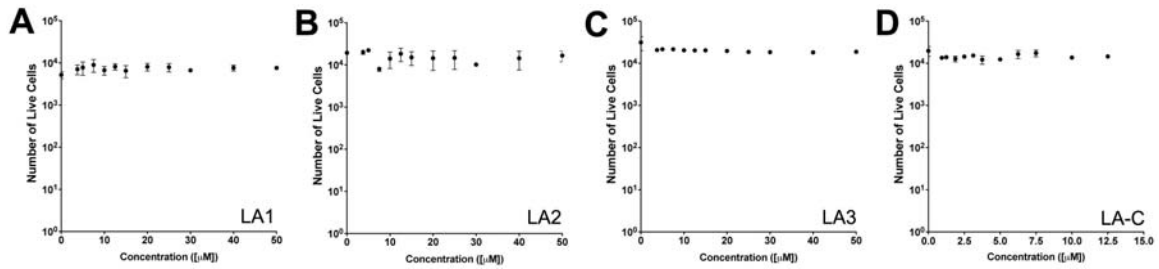 A
Number of Live Cells
10⁵
10⁴
10³
10²
10¹
10⁰
0 10 20 30 40 50
Concentration ([µM])
LA1
B
Number of Live Cells
10⁵
10⁴
10³
10²
10¹
10⁰
0 10 20 30 40 50
Concentration ([µM])
LA2
C
Number of Live Cells
10⁵
10⁴
10³
10²
10¹
10⁰
0 10 20 30 40 50
Concentration ([µM])
LA3
D
Number of Live Cells
10⁵
10⁴
10³
10²
10¹
10⁰
0.0 2.5 5.0 7.5 10.0 12.5 15.0
Concentration ([µM])
LA-C